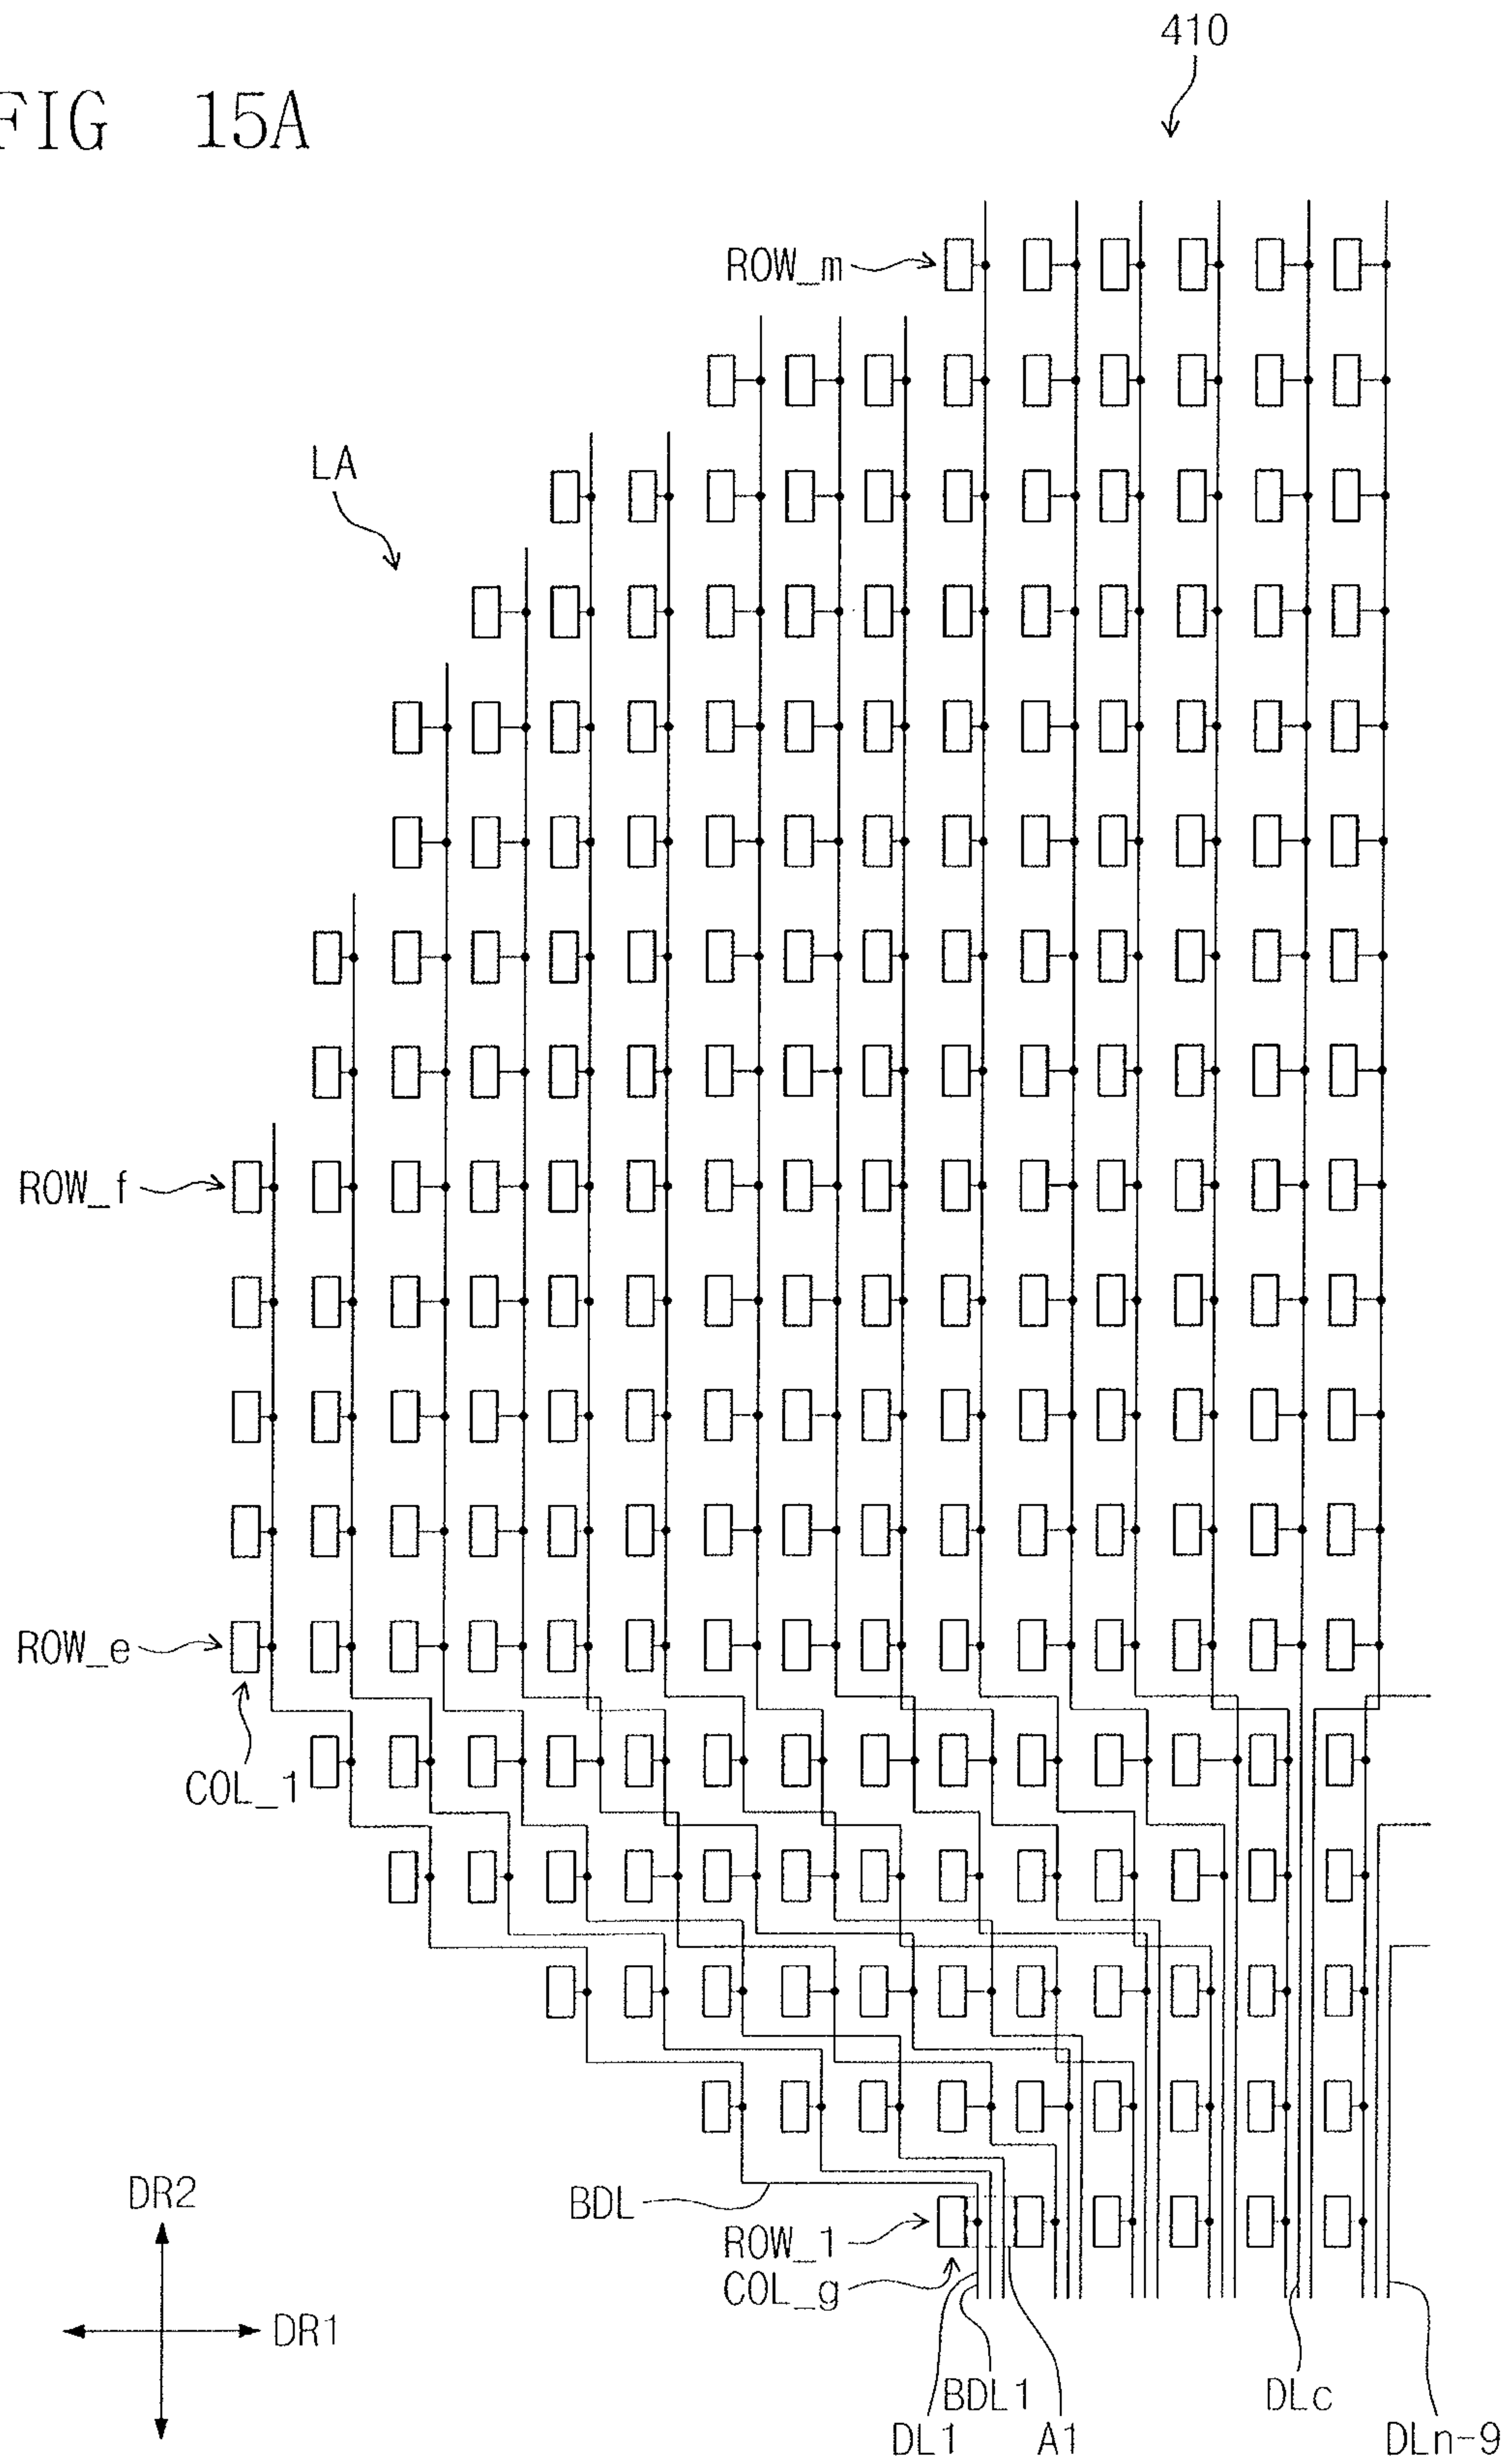 410
FIG 15A
ROW_m
LA
ROW_f
ROW_e
COL_1
DR2
BDL
ROW_1
COL_g
DR1
BDL1
DLc
DL1
A1
DLn-9